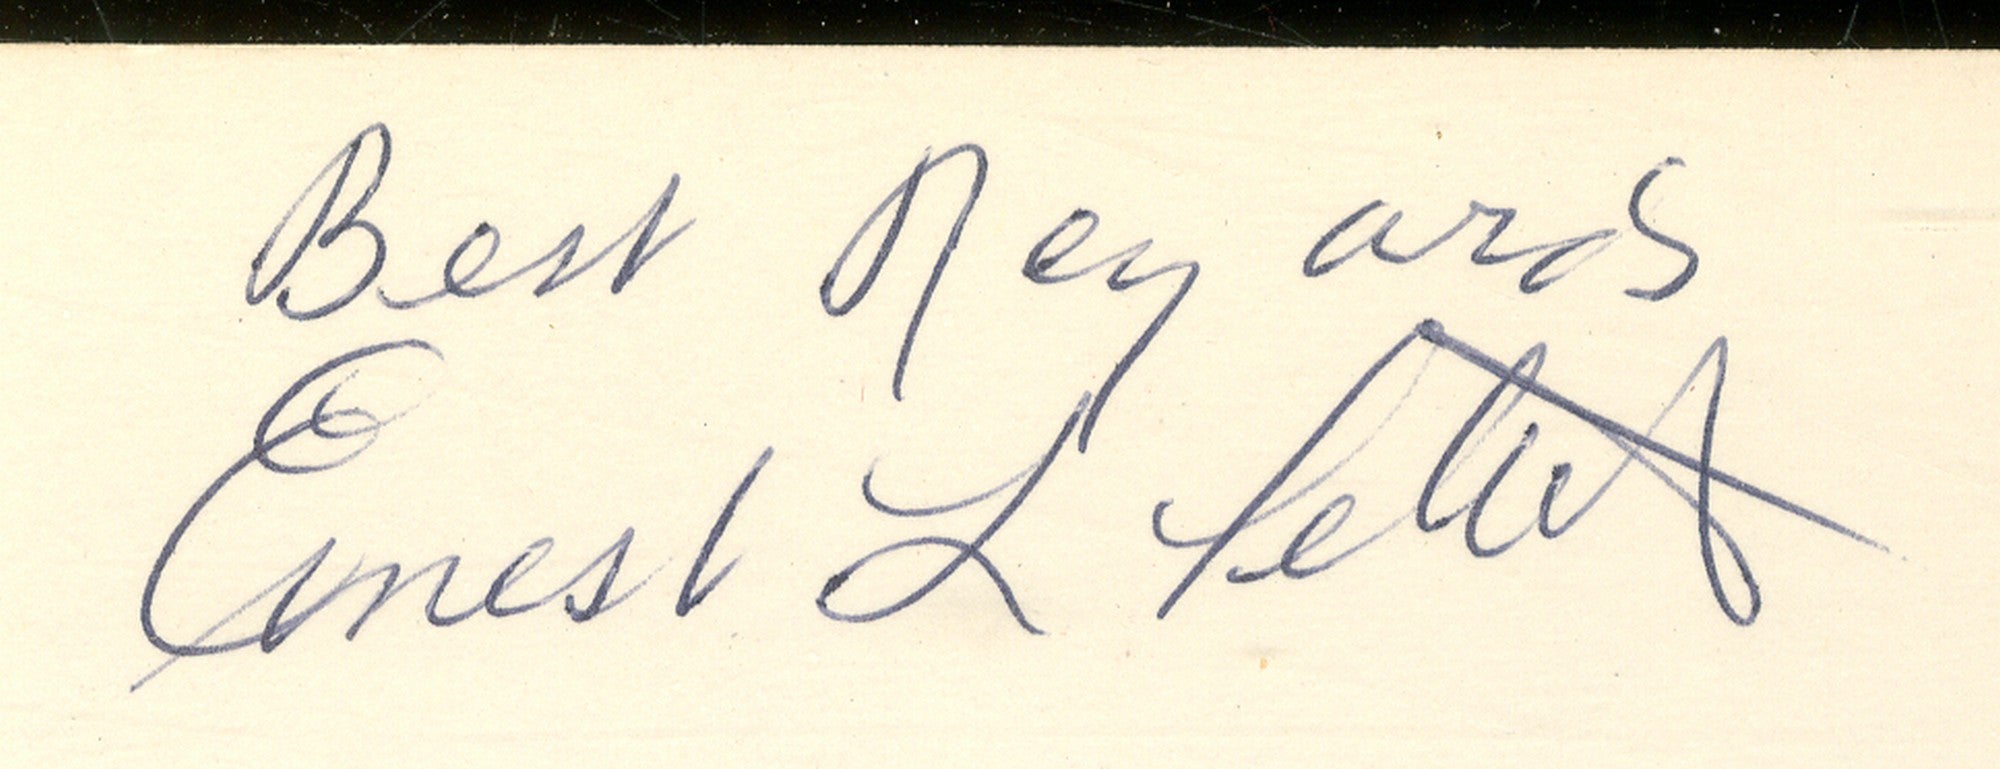 Best Regards
Ernest L